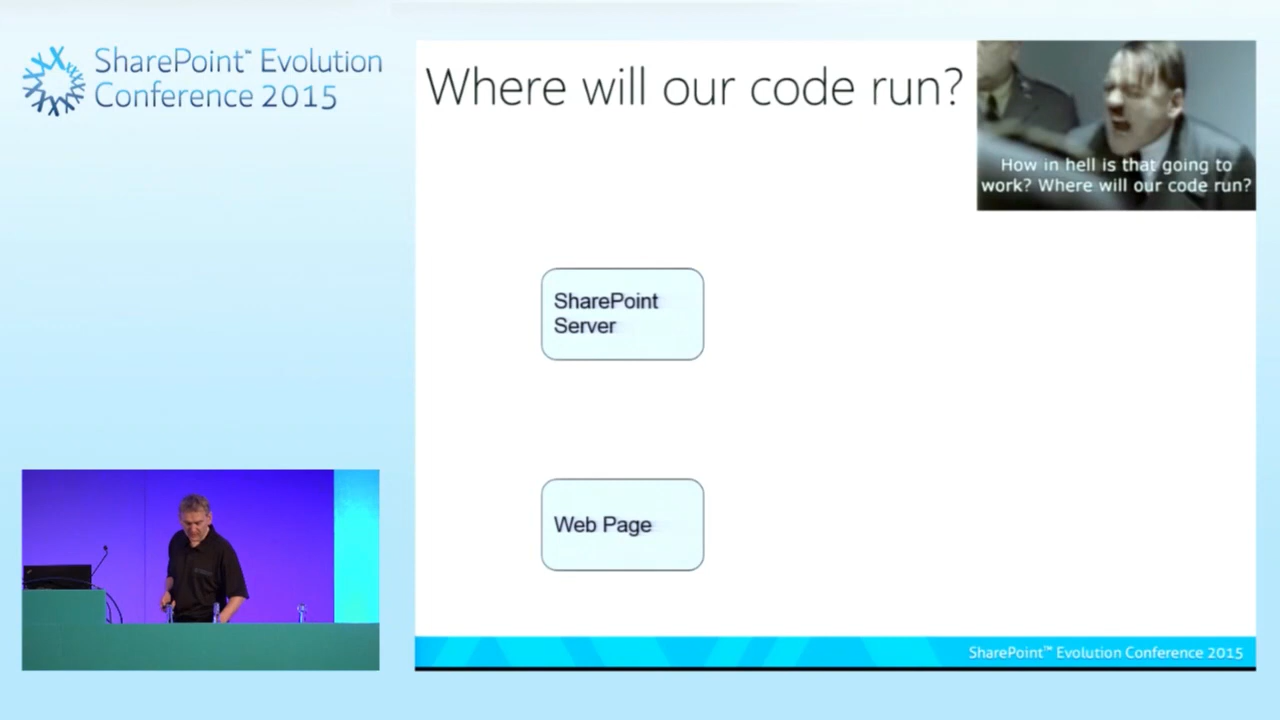 SharePoint™ Evolution
Conference 2015
Where will our code run?
How in hell is that going to
work? Where will our code run?
SharePoint
Server
Web Page
SharePoint™ Evolution Conference 2015